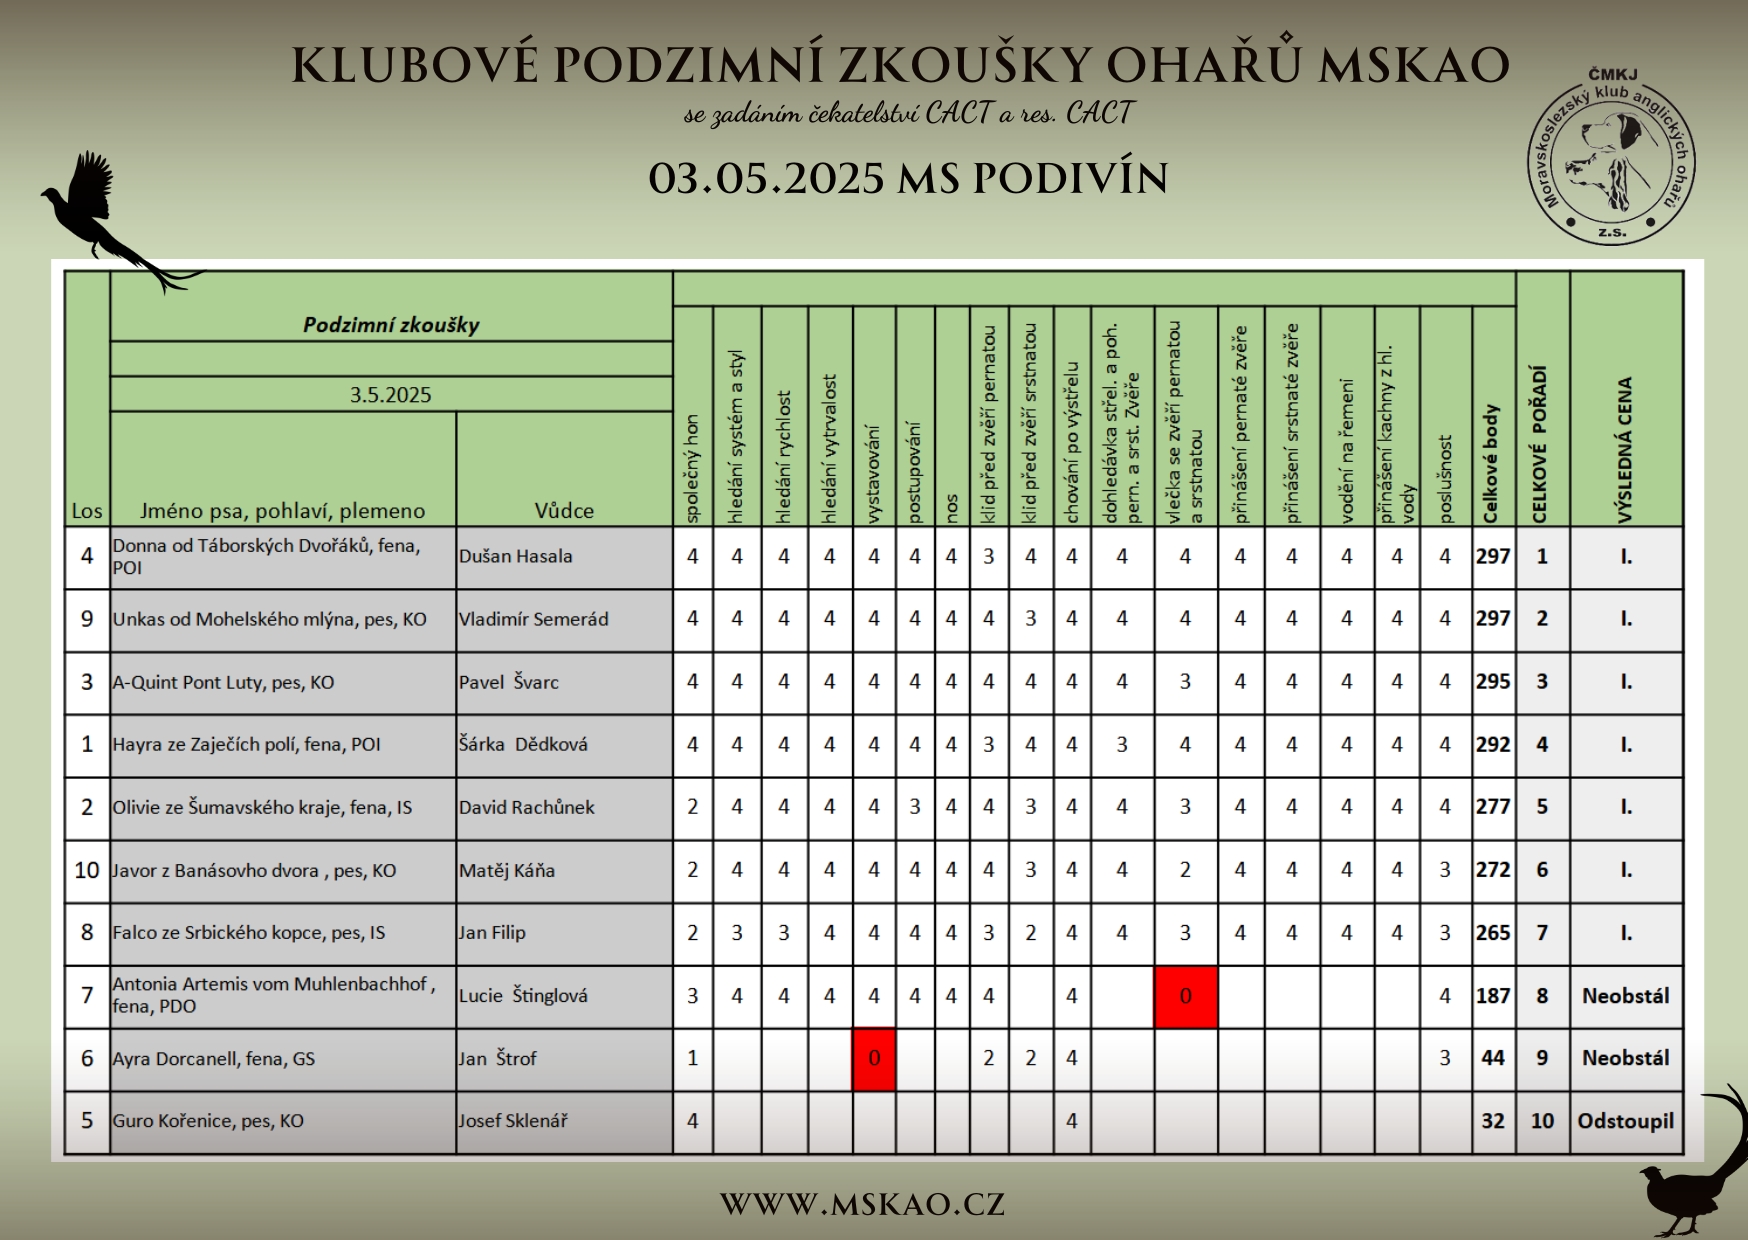 KLUBOVÉ PODZIMNÍ ZKOUŠKY OHAŘŮ MSKAO
se zadáním čekatelství CACT a res. CACT
03.05.2025 MS PODIVÍN
ČMKJ
Moravskoslezský klub anglických ohařů
z.s.
Podzimní zkoušky
3.5.2025
Los Jméno psa, pohlaví, plemeno Vůdce
společný hon
hledání systém a styl
hledání rychlost
hledání vytrvalost
vystavování
postupování
nos
klid před zvěří pernatou
klid před zvěří srstnatou
chování po výstřelu
dohledávka střel. a poh.
pern. a srst. Zvěře
vlečka se zvěří pernatou
a srstnatou
přinášení pernaté zvěře
přinášení srstnaté zvěře
vodění na řemeni
přinášení kachny z hl.
vody
poslušnost
Celkové body
CELKOVÉ POŘADÍ
VÝSLEDNÁ CENA
4 Donna od Táborských Dvořáků, fena,
POI Dušan Hasala 4 4 4 4 4 4 4 3 4 4 4 4 4 4 4 4 4 297 1 I.
9 Unkas od Mohelského mlýna, pes, KO Vladimír Semerád 4 4 4 4 4 4 4 4 3 4 4 4 4 4 4 4 4 297 2 I.
3 A-Quint Pont Luty, pes, KO Pavel Švarc 4 4 4 4 4 4 4 4 4 4 4 3 4 4 4 4 4 295 3 I.
1 Hayra ze Zaječích polí, fena, POI Šárka Dědková 4 4 4 4 4 4 4 3 4 4 3 4 4 4 4 4 4 292 4 I.
2 Olivie ze Šumavského kraje, fena, IS David Rachůnek 2 4 4 4 4 3 4 4 3 4 4 3 4 4 4 4 4 277 5 I.
10 Javor z Banásovho dvora , pes, KO Matěj Káňa 2 4 4 4 4 4 4 4 3 4 4 2 4 4 4 4 3 272 6 I.
8 Falco ze Srbického kopce, pes, IS Jan Filip 2 3 3 4 4 4 4 3 2 4 4 3 4 4 4 4 3 265 7 I.
7 Antonia Artemis vom Muhlenbachhof ,
fena, PDO Lucie Štinglová 3 4 4 4 4 4 4 4 4 0 4 187 8 Neobstál
6 Ayra Dorcanell, fena, GS Jan Štrof 1 0 2 2 4 3 44 9 Neobstál
5 Guro Kořenice, pes, KO Josef Sklenář 4 4 32 10 Odstoupil
WWW.MSKAO.CZ